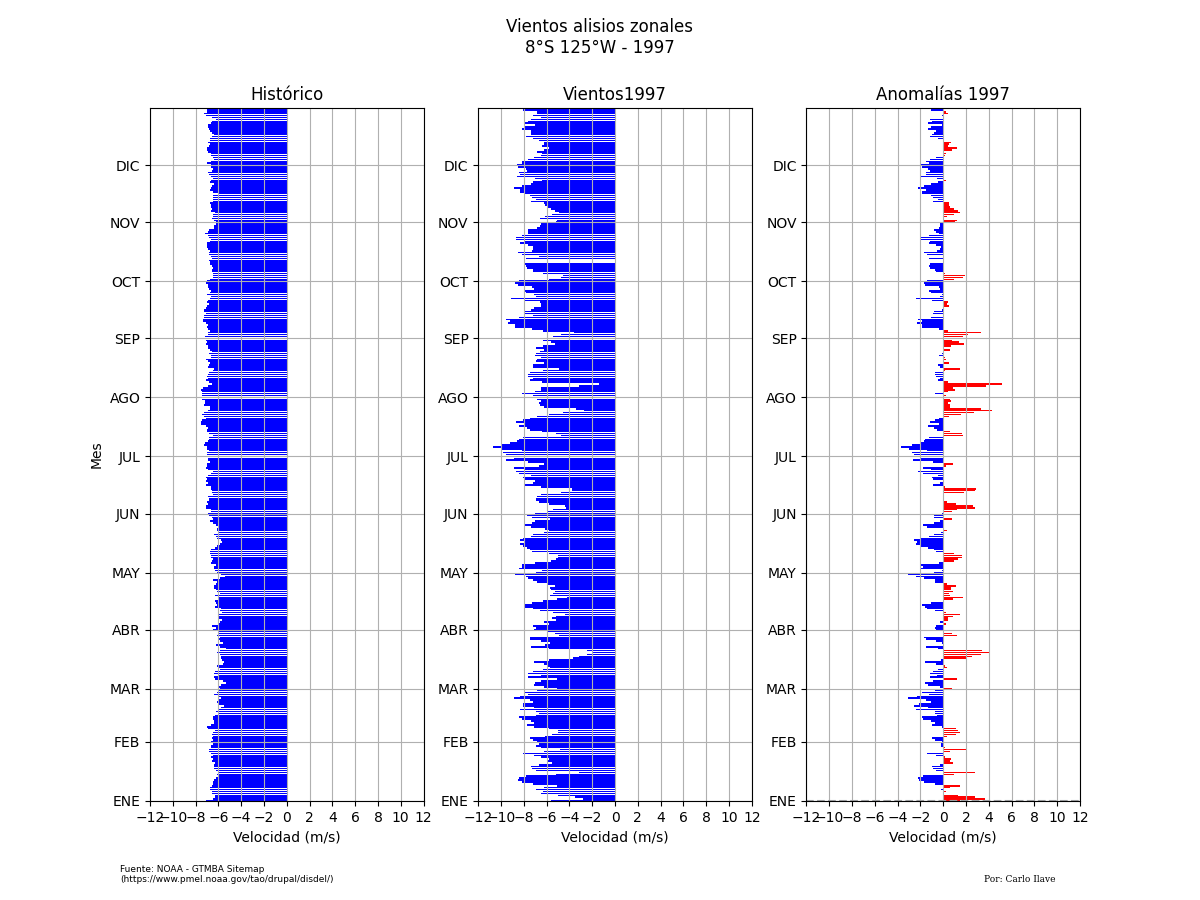 Vientos alisios zonales
8°S 125°W - 1997
Histórico
Vientos1997
Anomalías 1997
Mes
DIC
NOV
OCT
SEP
AGO
JUL
JUN
MAY
ABR
MAR
FEB
ENE
−12 −10 −8 −6 −4 −2 0 2 4 6 8 10 12
Velocidad (m/s)
DIC
NOV
OCT
SEP
AGO
JUL
JUN
MAY
ABR
MAR
FEB
ENE
−12 −10 −8 −6 −4 −2 0 2 4 6 8 10 12
Velocidad (m/s)
DIC
NOV
OCT
SEP
AGO
JUL
JUN
MAY
ABR
MAR
FEB
ENE
−12 −10 −8 −6 −4 −2 0 2 4 6 8 10 12
Velocidad (m/s)
Fuente: NOAA - GTMBA Sitemap
(https://www.pmel.noaa.gov/tao/drupal/disdel/)
Por: Carlo Ilave